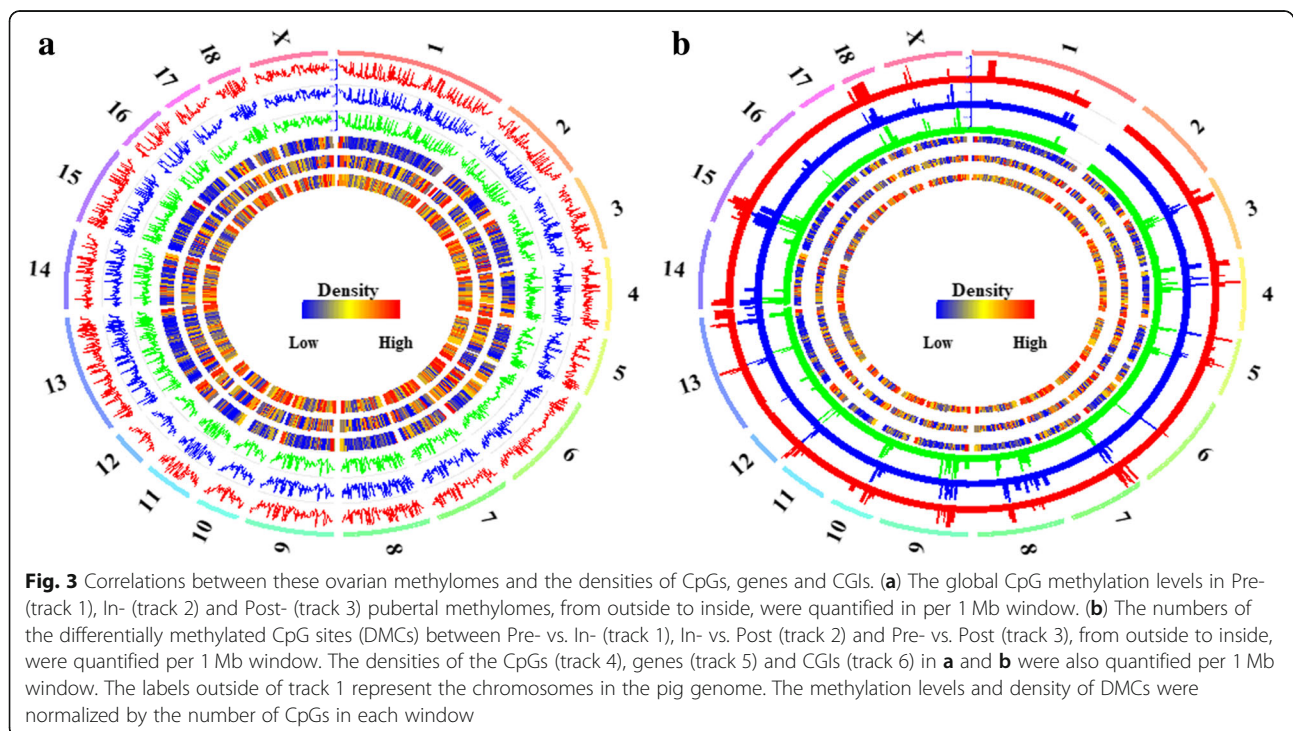 a
b
X
1
2
3
4
5
6
7
8
9
10
11
12
13
14
15
16
17
18
Density
Low High
X
1
2
3
4
5
6
7
8
9
10
11
12
13
14
15
16
17
18
Density
Low High
Fig. 3 Correlations between these ovarian methylomes and the densities of CpGs, genes and CGIs. (a) The global CpG methylation levels in Pre-
(track 1), In- (track 2) and Post- (track 3) pubertal methylomes, from outside to inside, were quantified in per 1 Mb window. (b) The numbers of
the differentially methylated CpG sites (DMCs) between Pre- vs. In- (track 1), In- vs. Post (track 2) and Pre- vs. Post (track 3), from outside to inside,
were quantified per 1 Mb window. The densities of the CpGs (track 4), genes (track 5) and CGIs (track 6) in a and b were also quantified per 1 Mb
window. The labels outside of track 1 represent the chromosomes in the pig genome. The methylation levels and density of DMCs were
normalized by the number of CpGs in each window